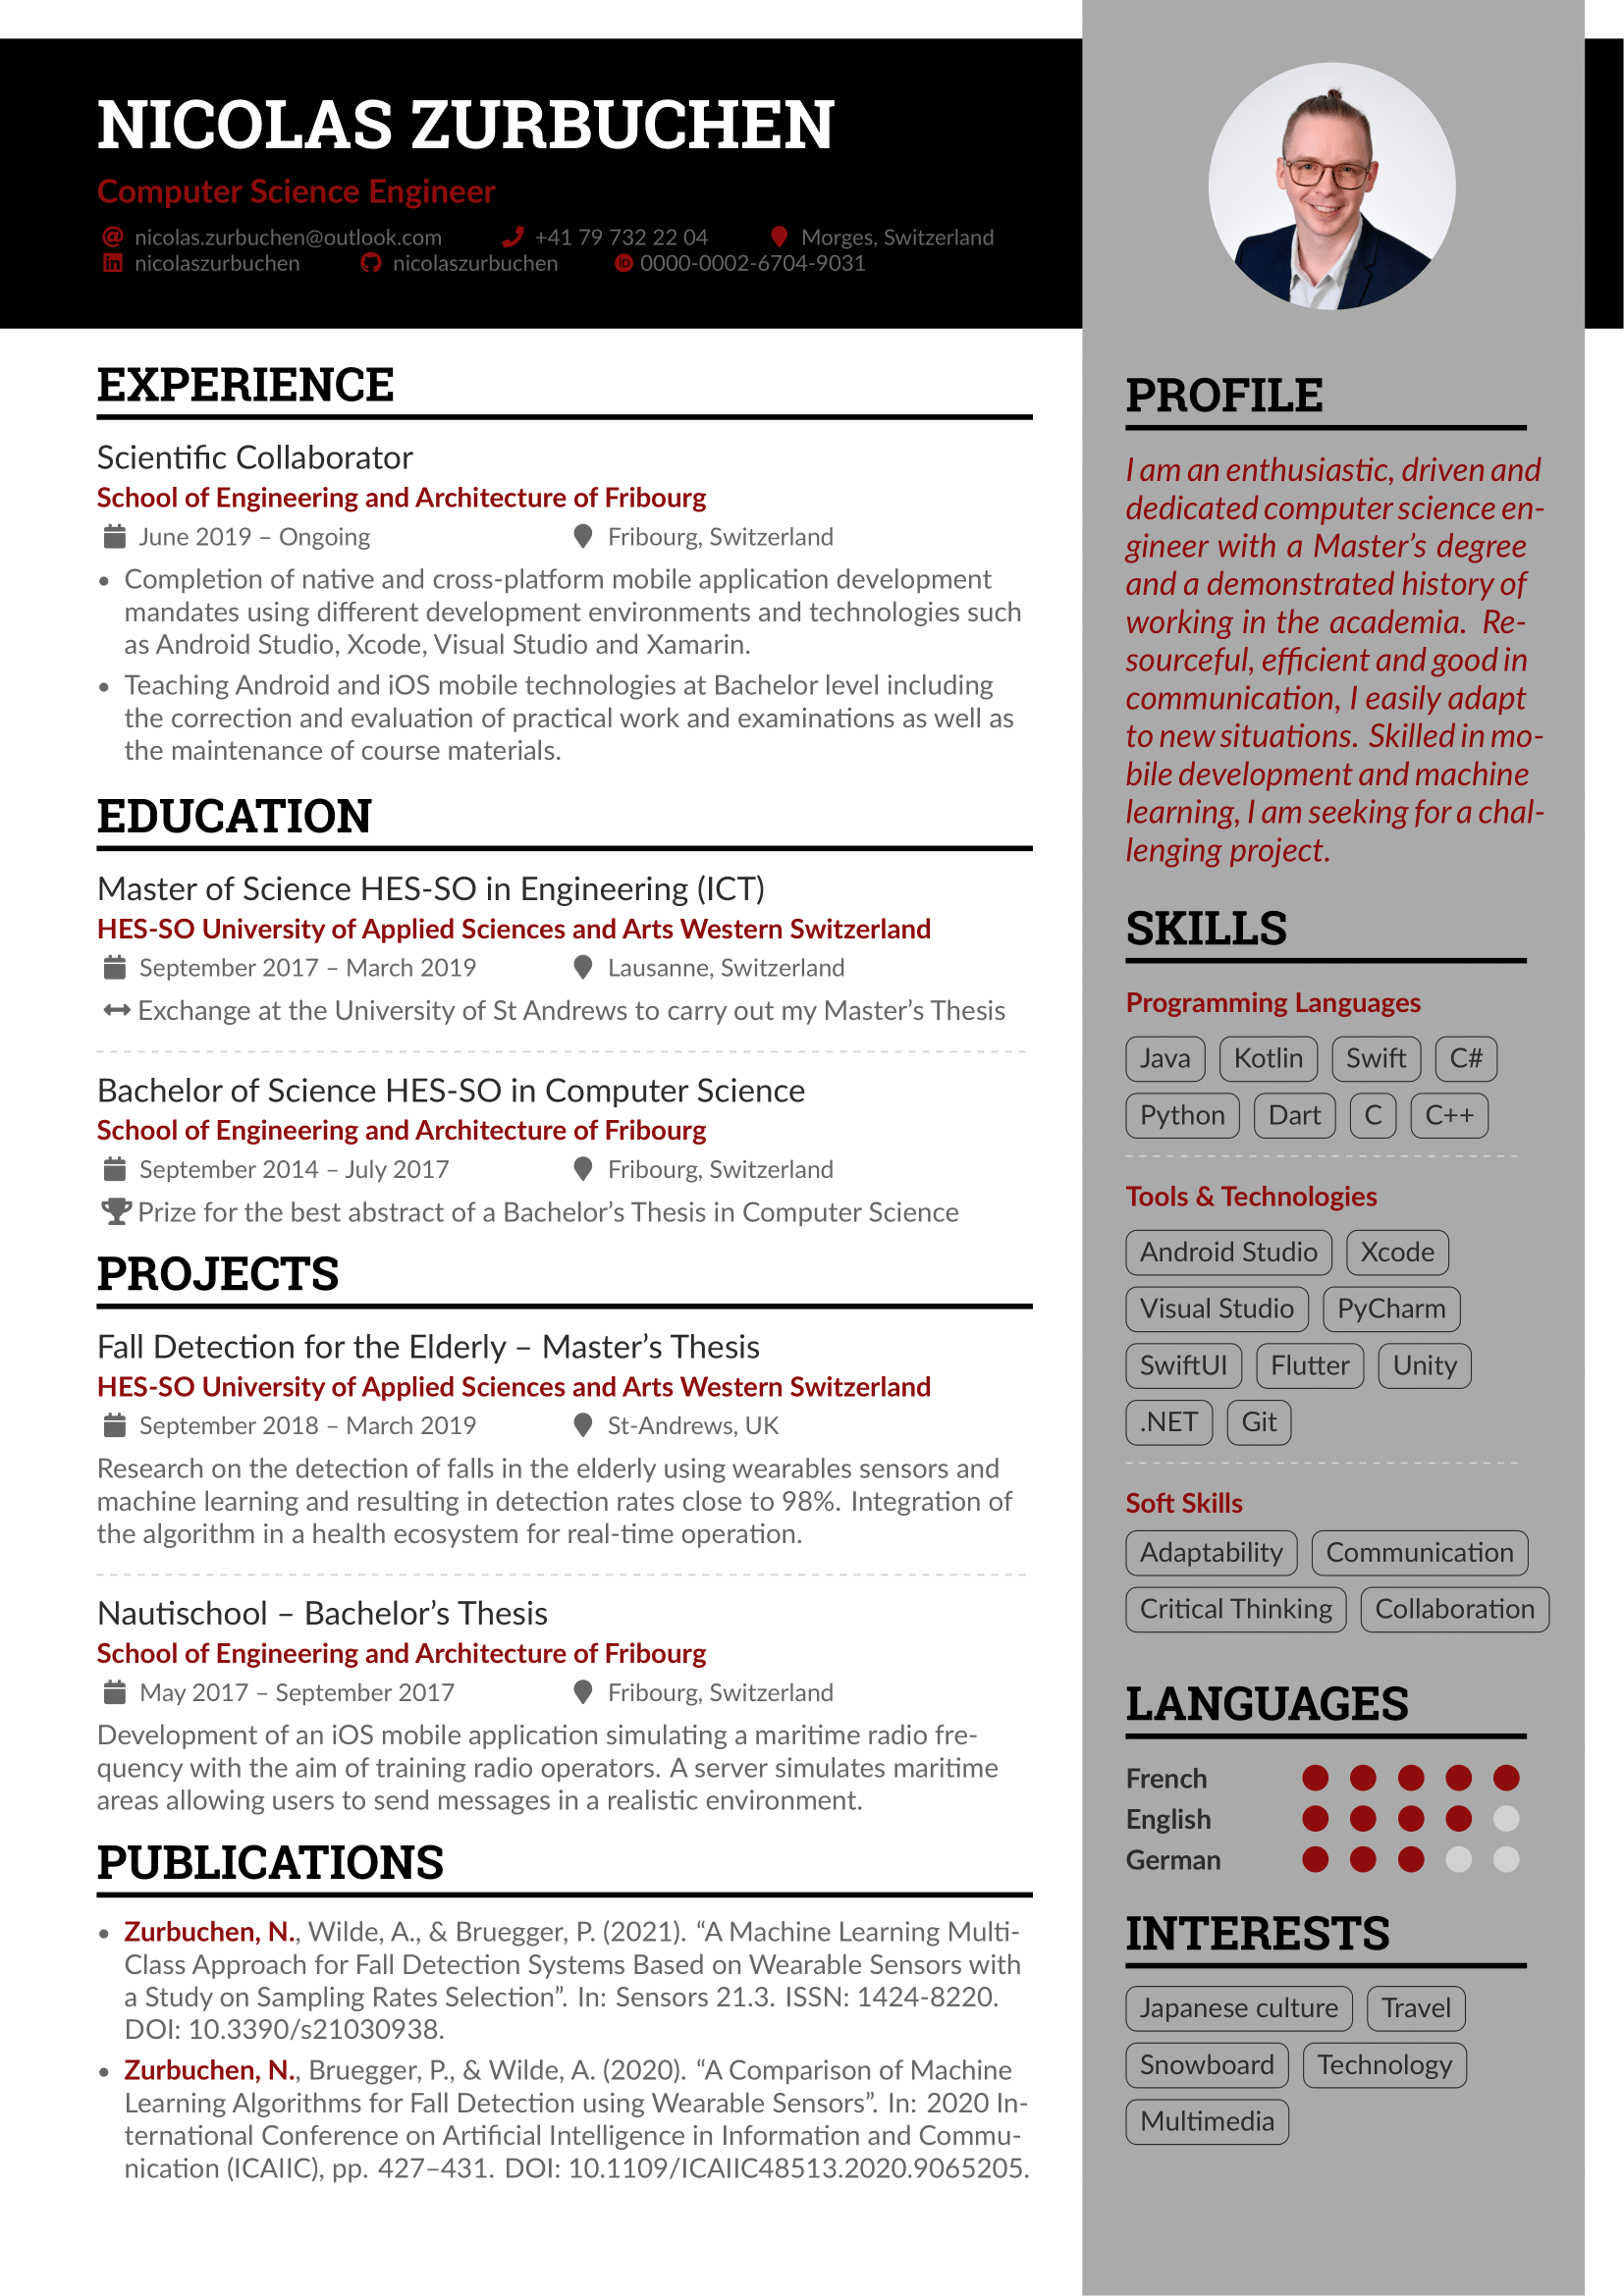 NICOLAS ZURBUCHEN
Computer Science Engineer
nicolas.zurbuchen@outlook.com +41 79 732 22 04 Morges, Switzerland
nicolaszurbuchen nicolaszurbuchen 0000-0002-6704-9031
EXPERIENCE
Scientific Collaborator
School of Engineering and Architecture of Fribourg
June 2019 – Ongoing Fribourg, Switzerland
• Completion of native and cross-platform mobile application development
mandates using different development environments and technologies such
as Android Studio, Xcode, Visual Studio and Xamarin.
• Teaching Android and iOS mobile technologies at Bachelor level including
the correction and evaluation of practical work and examinations as well as
the maintenance of course materials.
EDUCATION
Master of Science HES-SO in Engineering (ICT)
HES-SO University of Applied Sciences and Arts Western Switzerland
September 2017 – March 2019 Lausanne, Switzerland
Exchange at the University of St Andrews to carry out my Master’s Thesis
Bachelor of Science HES-SO in Computer Science
School of Engineering and Architecture of Fribourg
September 2014 – July 2017 Fribourg, Switzerland
Prize for the best abstract of a Bachelor’s Thesis in Computer Science
PROJECTS
Fall Detection for the Elderly – Master’s Thesis
HES-SO University of Applied Sciences and Arts Western Switzerland
September 2018 – March 2019 St-Andrews, UK
Research on the detection of falls in the elderly using wearables sensors and
machine learning and resulting in detection rates close to 98%. Integration of
the algorithm in a health ecosystem for real-time operation.
Nautischool – Bachelor’s Thesis
School of Engineering and Architecture of Fribourg
May 2017 – September 2017 Fribourg, Switzerland
Development of an iOS mobile application simulating a maritime radio fre-
quency with the aim of training radio operators. A server simulates maritime
areas allowing users to send messages in a realistic environment.
PUBLICATIONS
• Zurbuchen, N., Wilde, A., & Bruegger, P. (2021). “A Machine Learning Multi-
Class Approach for Fall Detection Systems Based on Wearable Sensors with
a Study on Sampling Rates Selection”. In: Sensors 21.3. ISSN: 1424-8220.
DOI: 10.3390/s21030938.
• Zurbuchen, N., Bruegger, P., & Wilde, A. (2020). “A Comparison of Machine
Learning Algorithms for Fall Detection using Wearable Sensors”. In: 2020 In-
ternational Conference on Artificial Intelligence in Information and Commu-
nication (ICAIIC), pp. 427–431. DOI: 10.1109/ICAIIC48513.2020.9065205.
PROFILE
I am an enthusiastic, driven and
dedicated computer science en-
gineer with a Master’s degree
and a demonstrated history of
working in the academia. Re-
sourceful, efficient and good in
communication, I easily adapt
to new situations. Skilled in mo-
bile development and machine
learning, I am seeking for a chal-
lenging project.
SKILLS
Programming Languages
Java Kotlin Swift C#
Python Dart C C++
Tools & Technologies
Android Studio Xcode
Visual Studio PyCharm
SwiftUI Flutter Unity
.NET Git
Soft Skills
Adaptability Communication
Critical Thinking Collaboration
LANGUAGES
French
English
German
INTERESTS
Japanese culture Travel
Snowboard Technology
Multimedia